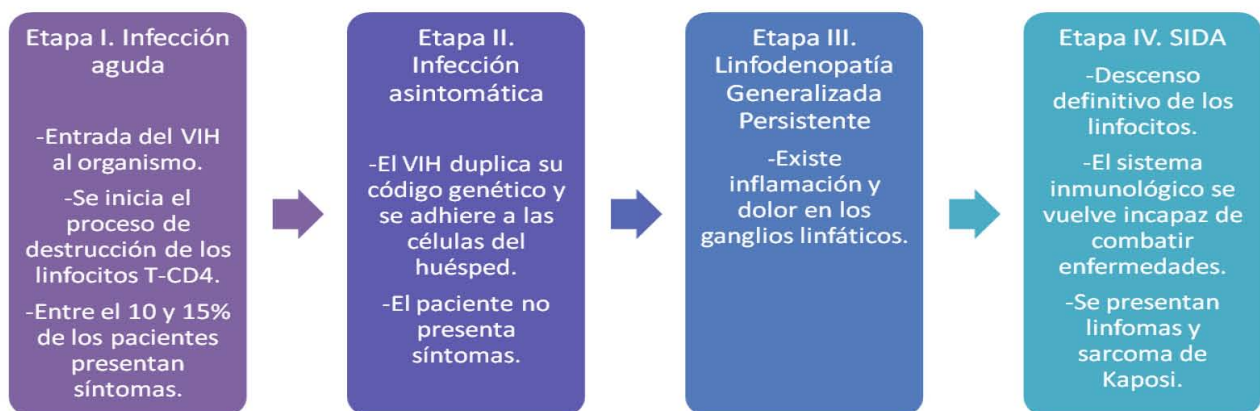 Etapa I. Infección
aguda
-Entrada del VIH
al organismo.
-Se inicia el
proceso de
destrucción de los
linfocitos T-CD4.
-Entre el 10 y 15%
de los pacientes
presentan
síntomas.
Etapa II.
Infección
asintomática
-El VIH duplica su
código genético y
se adhiere a las
células del
huésped.
-El paciente no
presenta
síntomas.
Etapa III.
Linfodenopatía
Generalizada
Persistente
-Existe
inflamación y
dolor en los
ganglios linfáticos.
Etapa IV. SIDA
-Descenso
definitivo de los
linfocitos.
-El sistema
inmunológico se
vuelve incapaz de
combatir
enfermedades.
-Se presentan
linfomas y
sarcoma de
Kaposi.